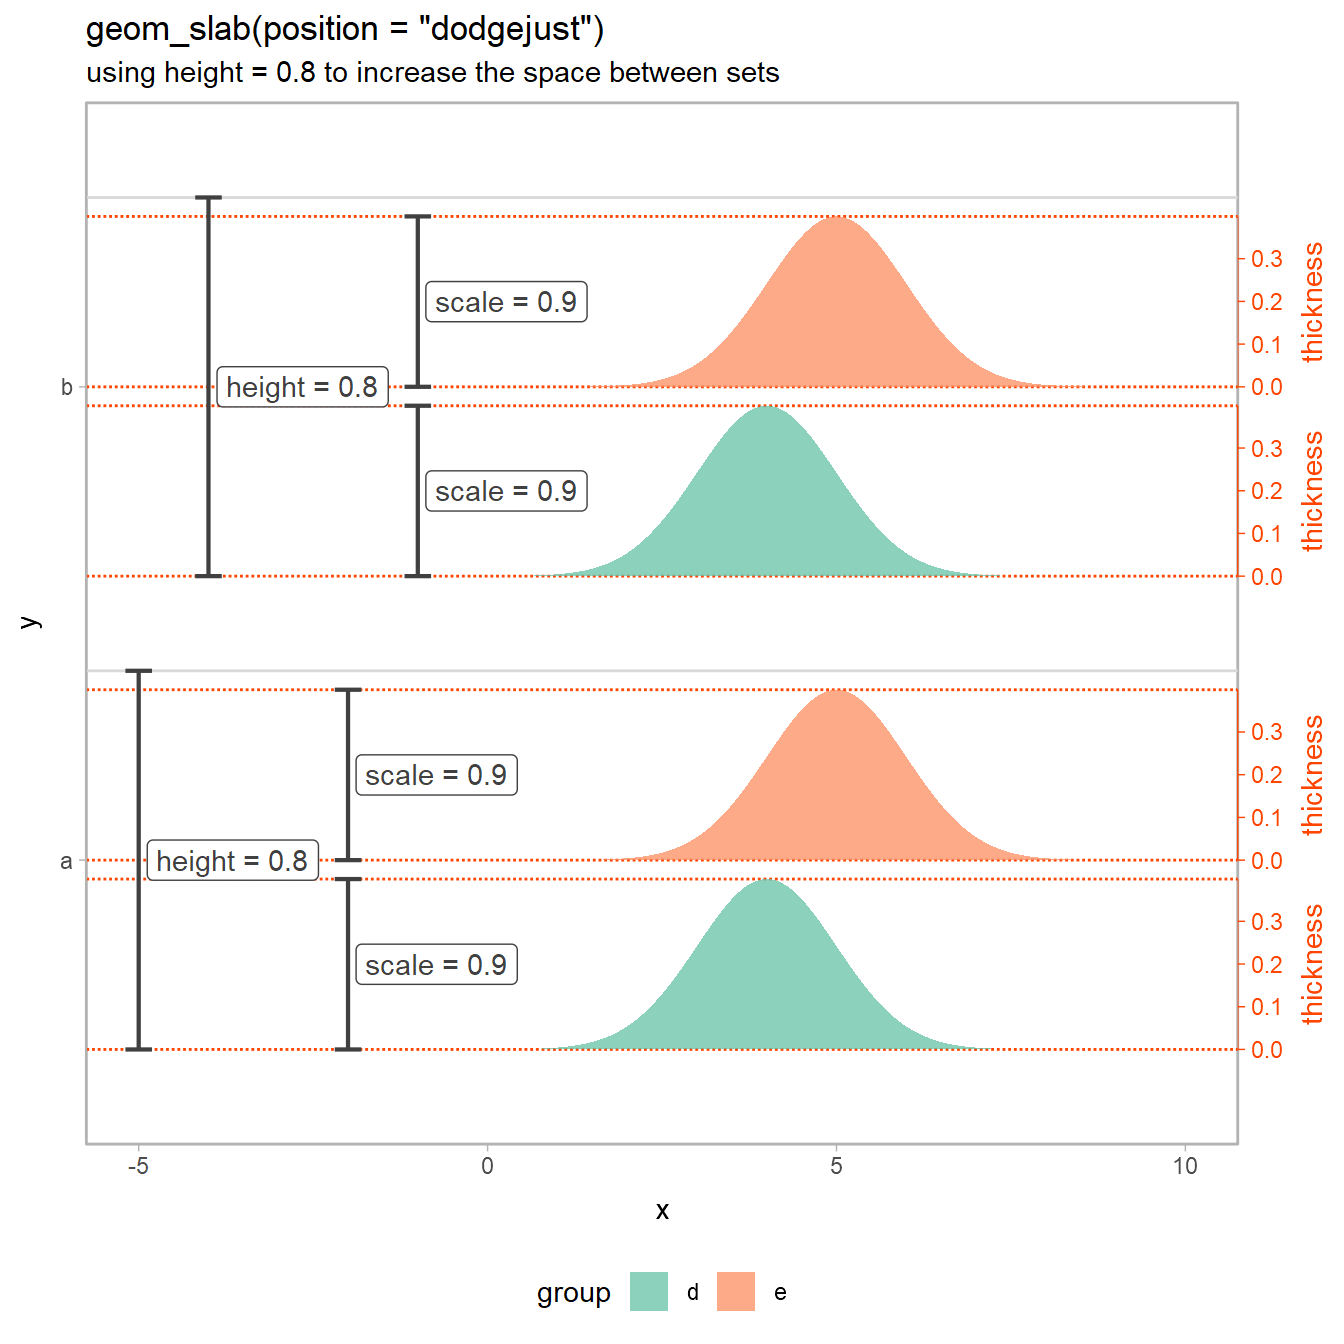 geom_slab(position = "dodgejust")
using height = 0.8 to increase the space between sets
scale = 0.9
height = 0.8
scale = 0.9
scale = 0.9
height = 0.8
scale = 0.9
b
a
y
0.3
0.2
0.1
0.0
thickness
0.3
0.2
0.1
0.0
thickness
0.3
0.2
0.1
0.0
thickness
0.3
0.2
0.1
0.0
thickness
-5 0 5 10
x
group d e